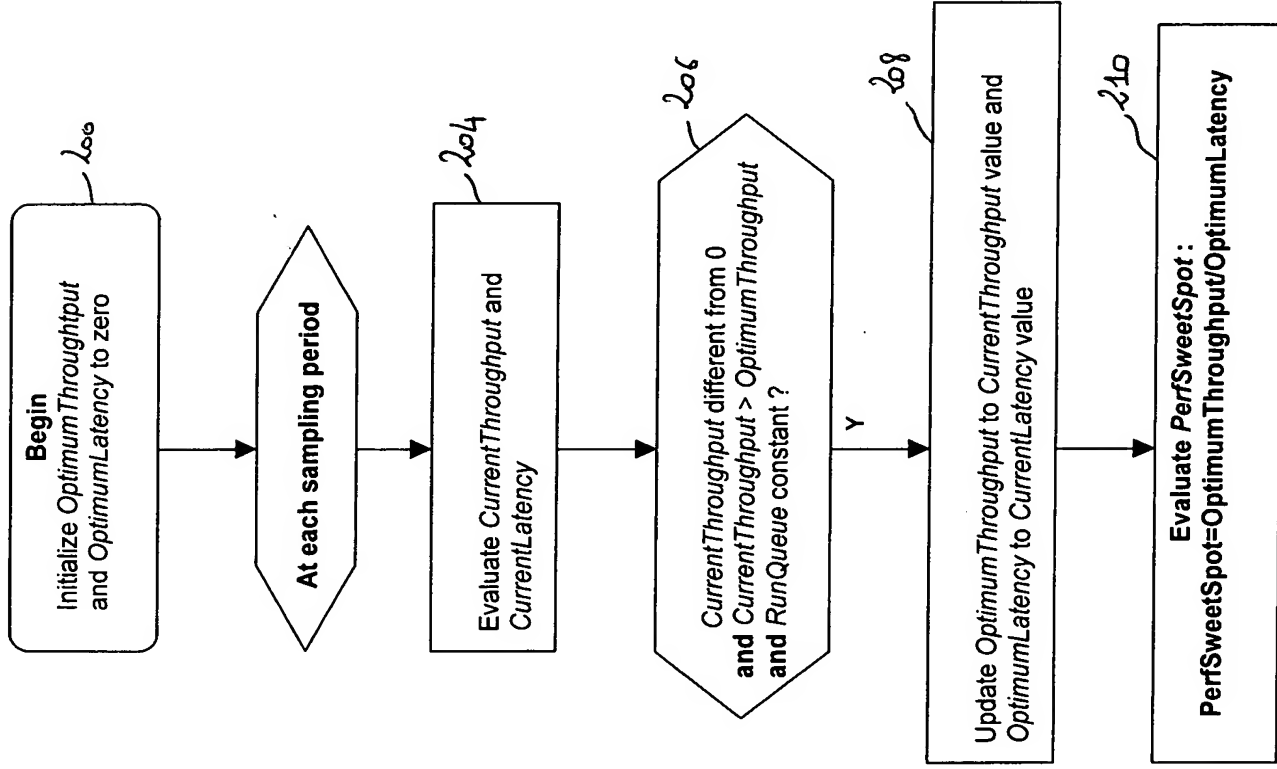 Begin
Initialize OptimumThroughtput
and OptimumLatency to zero
200
At each sampling period
Evaluate CurrentThroughput and
CurrentLatency
204
CurrentThroughput different from 0
and CurrentThroughput > OptimumThroughput
and RunQueue constant ?
206
Y
Update OptimumThroughput to CurrentThroughput value and
OptimumLatency to CurrentLatency value
208
Evaluate PerfSweetSpot :
PerfSweetSpot=OptimumThroughput/OptimumLatency
210